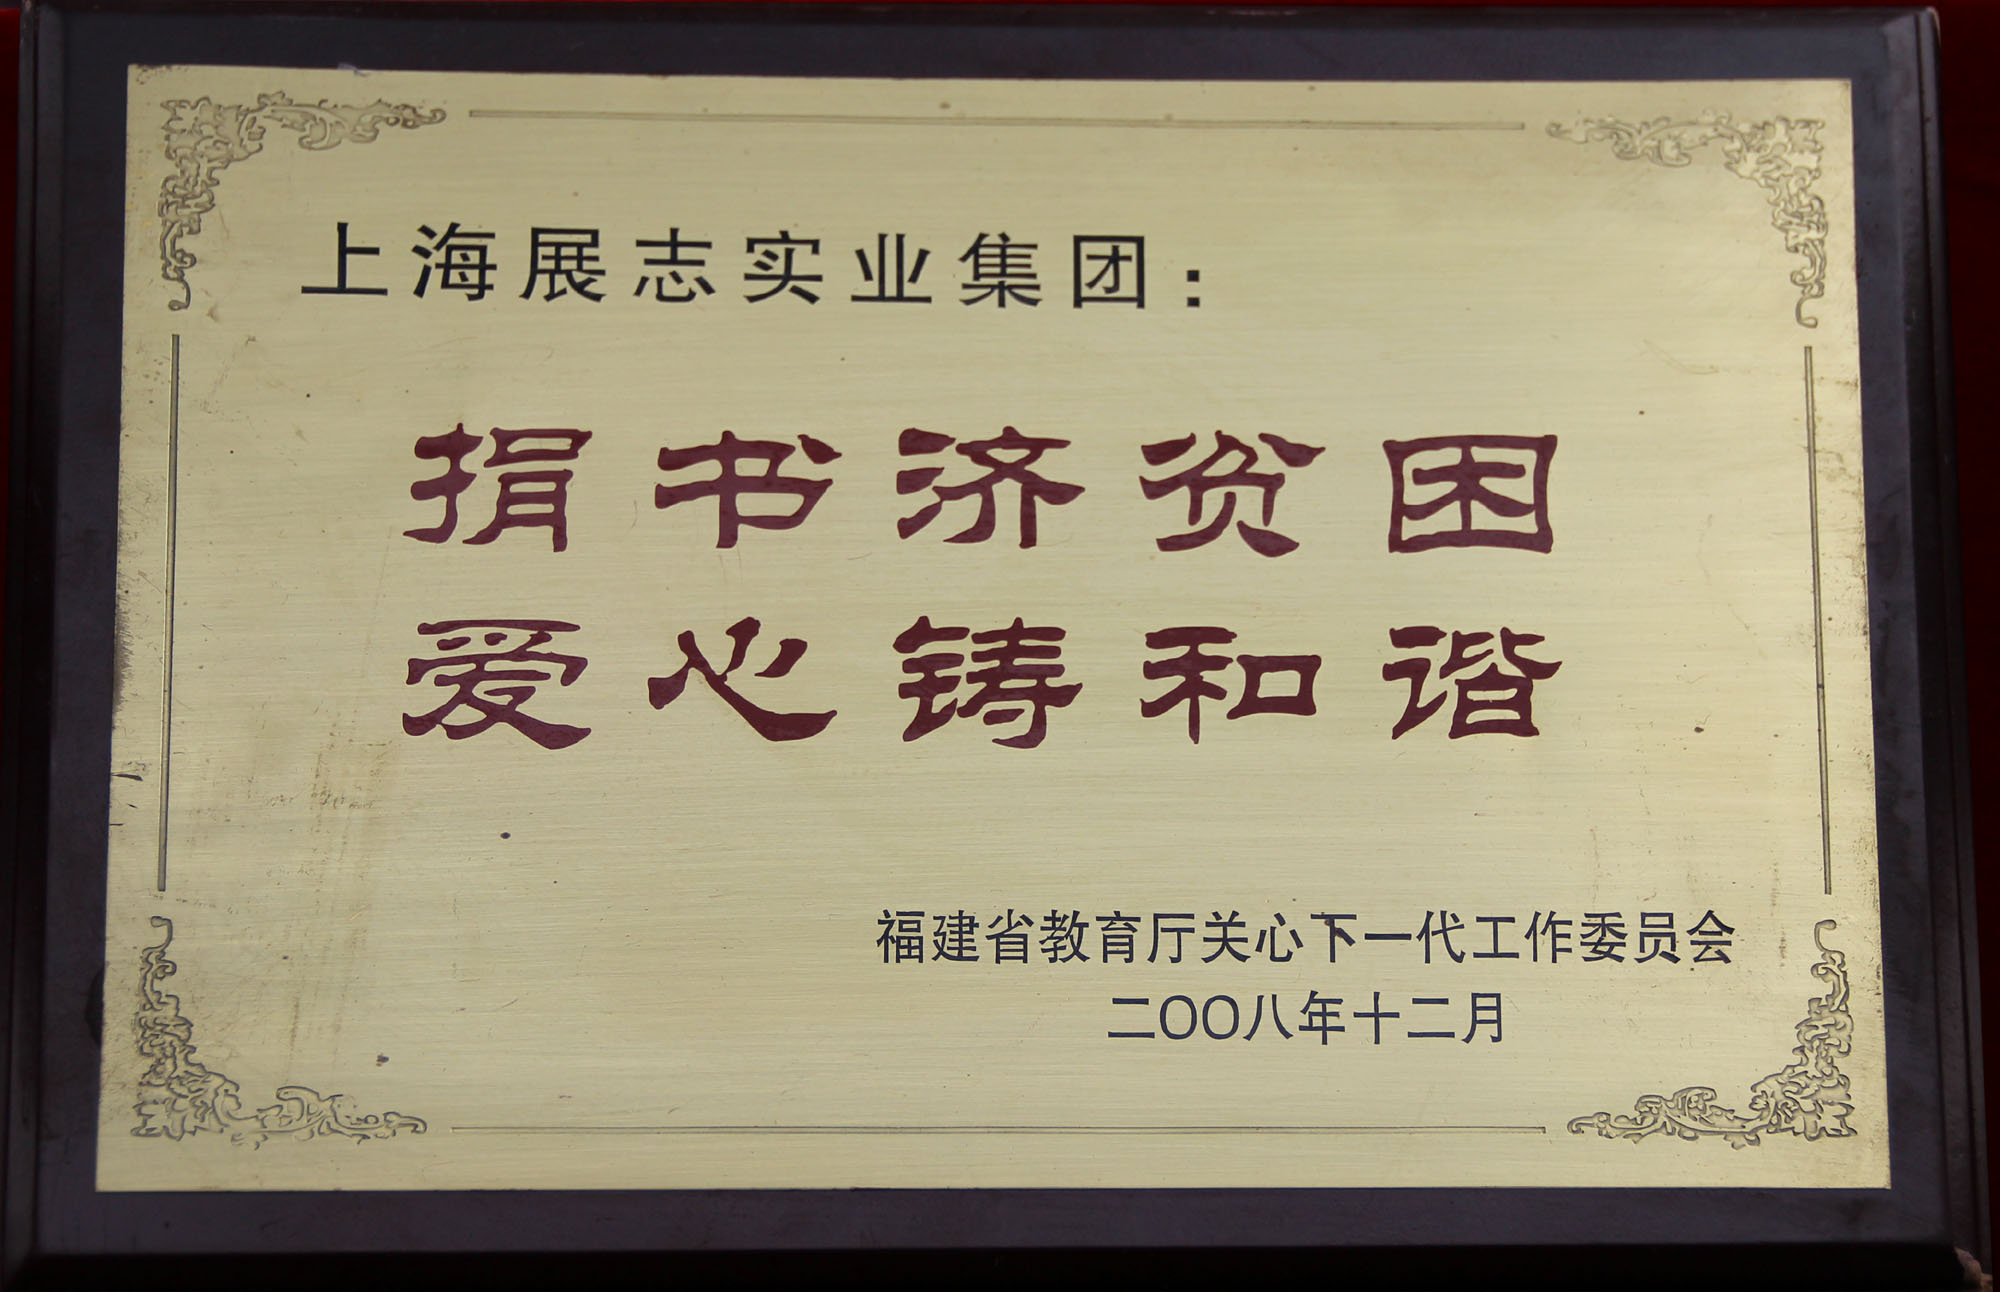 上海展志实业集团：
捐书济贫困
爱心铸和谐
福建省教育厅关心下一代工作委员会
二〇〇八年十二月